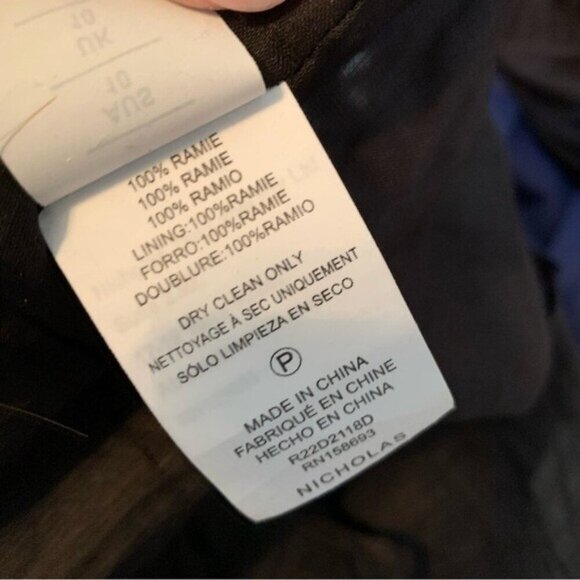 10
UK
10
AUS
100% RAMIE
100% RAMIE
100% RAMIO
LINING:100%RAMIE
FORRO:100%RAMIE
DOUBLURE:100%RAMIO
DRY CLEAN ONLY
NETTOYAGE À SEC UNIQUEMENT
SÓLO LIMPIEZA EN SECO
P
MADE IN CHINA
FABRIQUÉ EN CHINE
HECHO EN CHINA
R22D2118D
RN158693
NICHOLAS